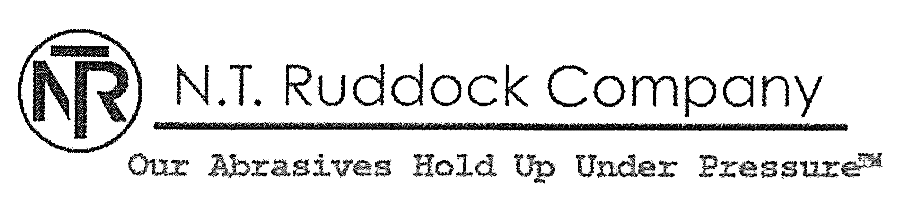 NTR
N.T. Ruddock Company
Our Abrasives Hold Up Under Pressure™